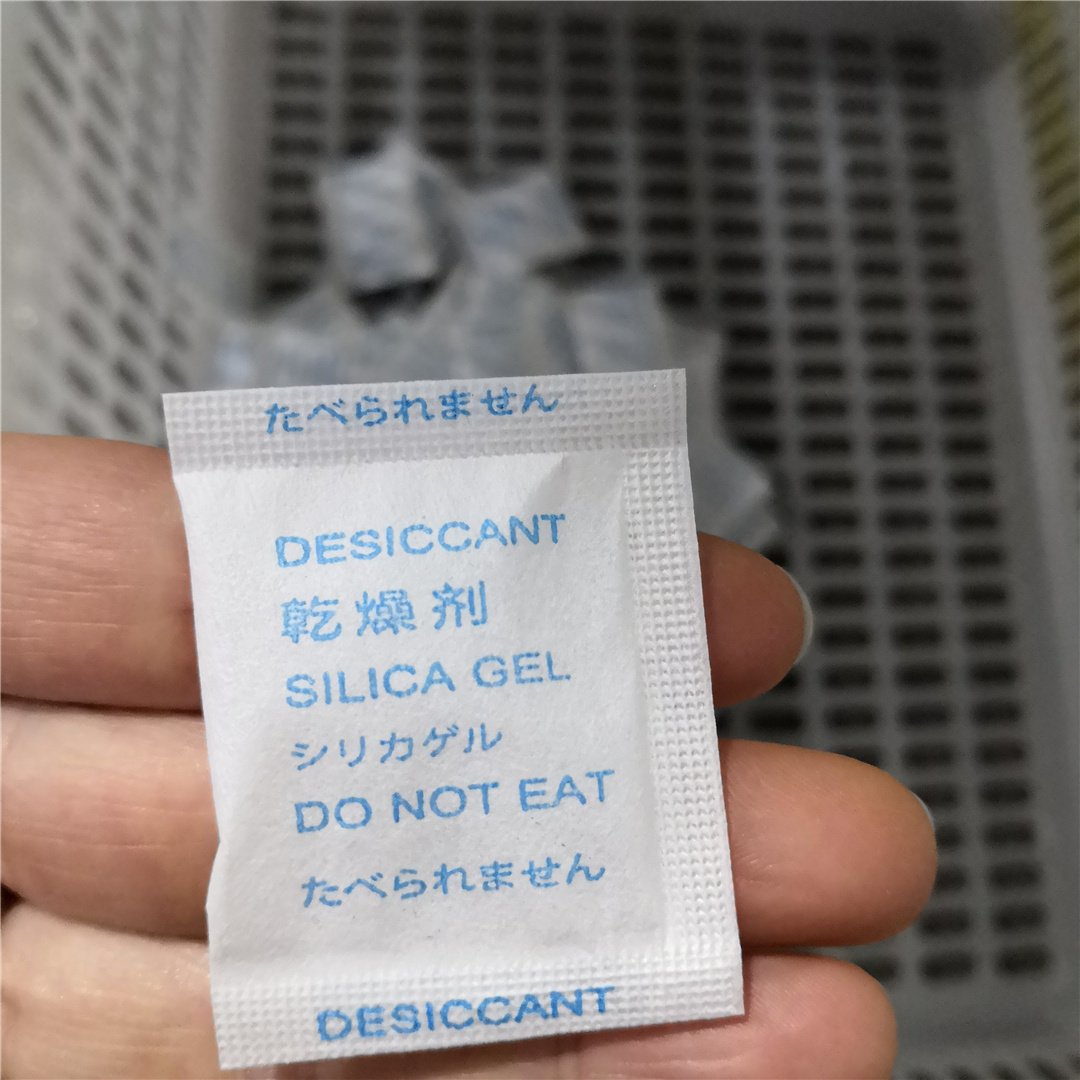 たべられません
DESICCANT
乾燥剤
SILICA GEL
シリカゲル
DO NOT EAT
たべられません
DESICCANT